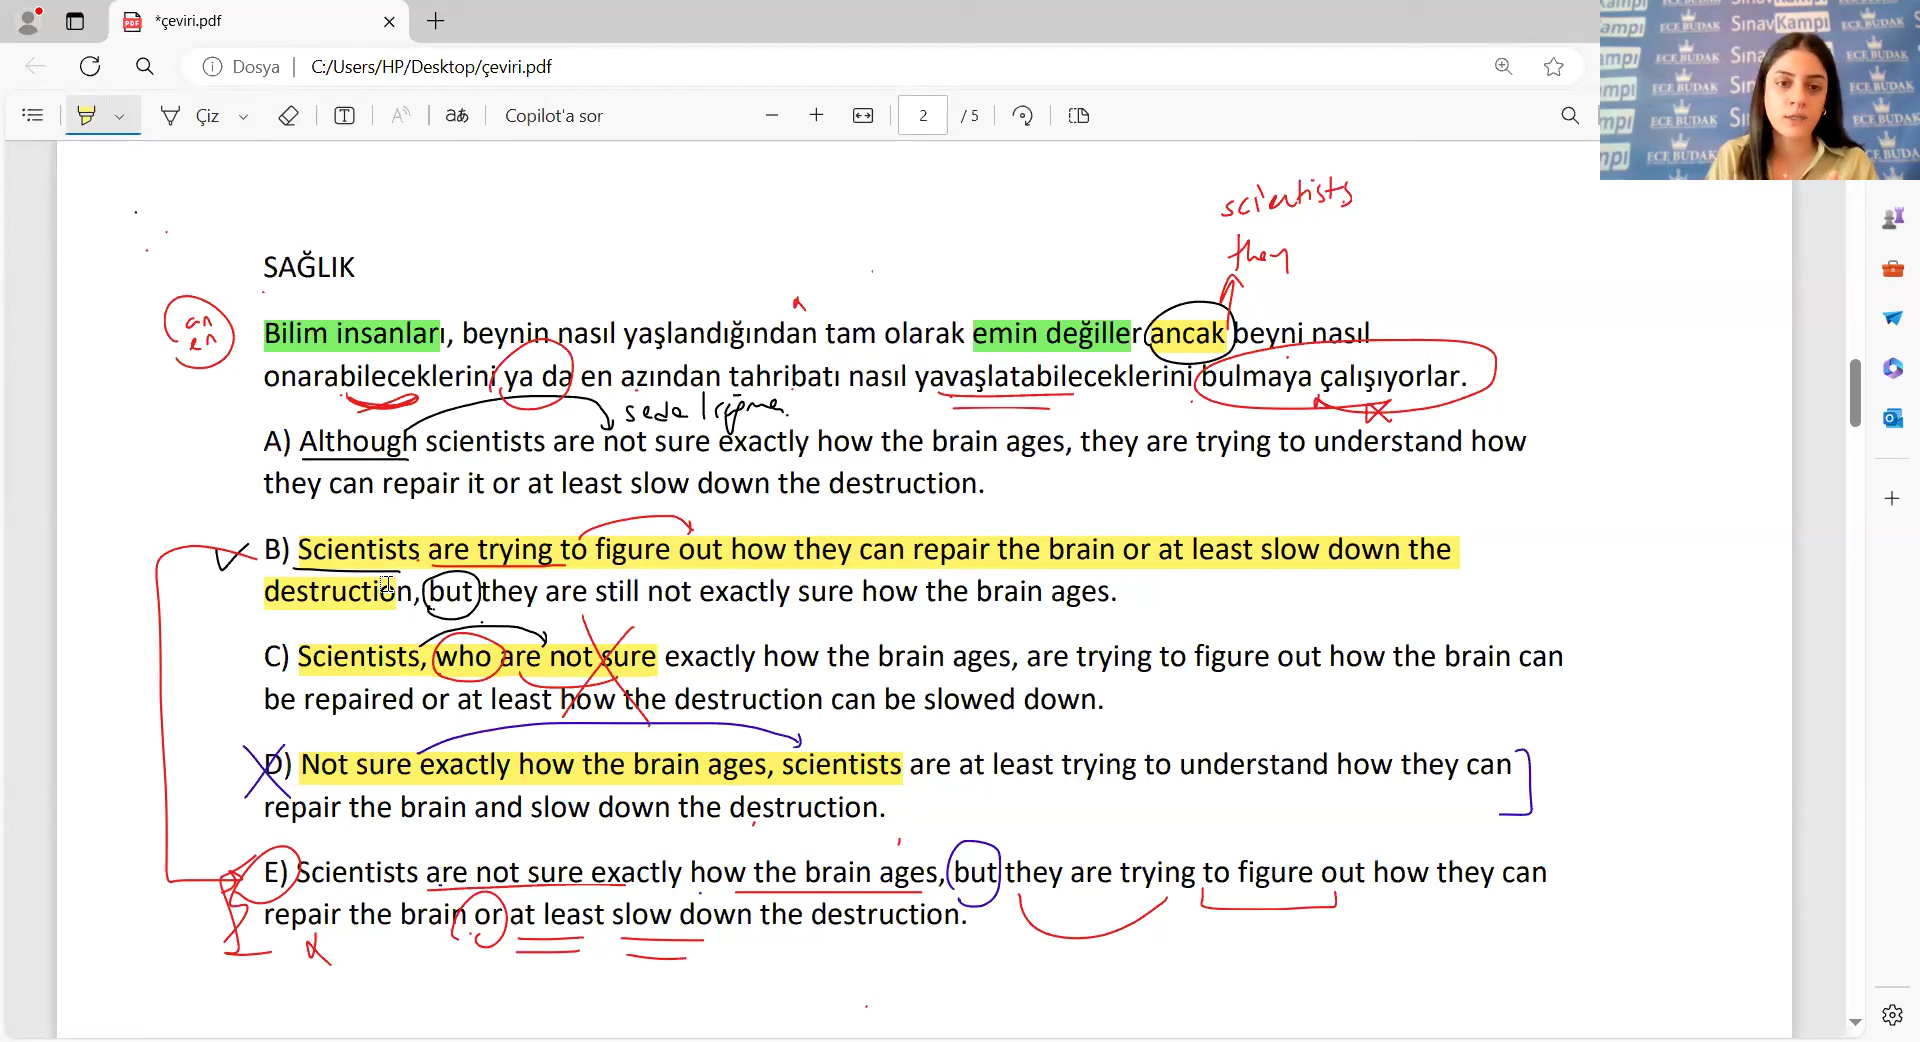 *çeviri.pdf
Dosya | C:/Users/HP/Desktop/çeviri.pdf
Çiz
aあ
Copilot'a sor
2 / 5
SınavKampı
ECE BUDAK
scientists
they
SAĞLIK
an
en
Bilim insanları, beynin nasıl yaşlandığından tam olarak emin değiller ancak beyni nasıl
onarabileceklerini ya da en azından tahribatı nasıl yavaşlatabileceklerini bulmaya çalışıyorlar.
A) Although scientists are not sure exactly how the brain ages, they are trying to understand how
they can repair it or at least slow down the destruction.
B) Scientists are trying to figure out how they can repair the brain or at least slow down the
destruction, but they are still not exactly sure how the brain ages.
C) Scientists, who are not sure exactly how the brain ages, are trying to figure out how the brain can
be repaired or at least how the destruction can be slowed down.
D) Not sure exactly how the brain ages, scientists are at least trying to understand how they can
repair the brain and slow down the destruction.
E) Scientists are not sure exactly how the brain ages, but they are trying to figure out how they can
repair the brain or at least slow down the destruction.